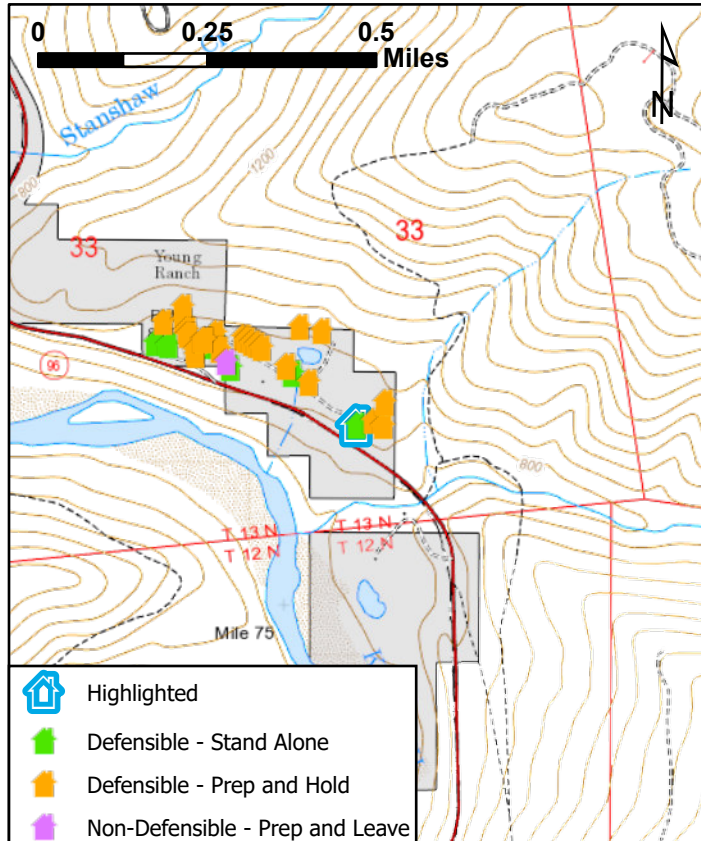 0 0.25 0.5
Miles
N
Stanshaw
800
1200
33
33
Young
Ranch
96
800
T 13 N T 13 N
T 12 N T 12 N
Mile 75
K
Highlighted
Defensible - Stand Alone
Defensible - Prep and Hold
Non-Defensible - Prep and Leave